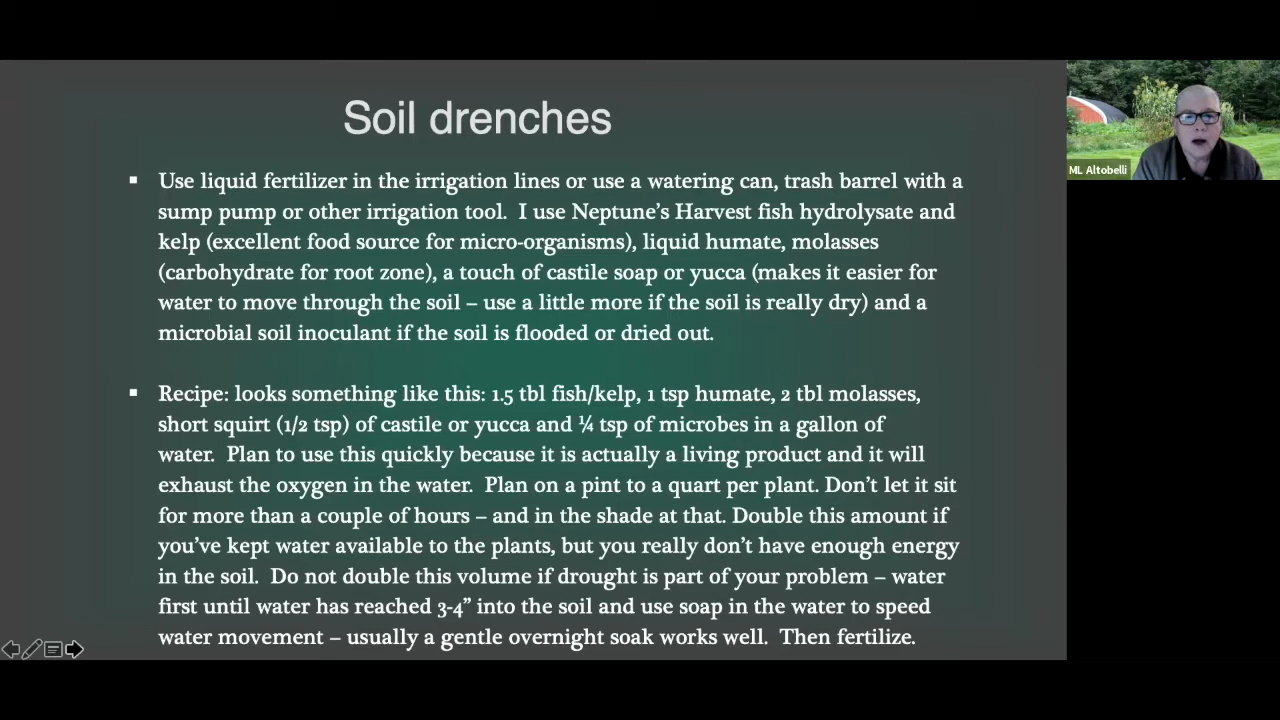 Soil drenches
▪ Use liquid fertilizer in the irrigation lines or use a watering can, trash barrel with a
sump pump or other irrigation tool.  I use Neptune’s Harvest fish hydrolysate and
kelp (excellent food source for micro-organisms), liquid humate, molasses
(carbohydrate for root zone), a touch of castile soap or yucca (makes it easier for
water to move through the soil – use a little more if the soil is really dry) and a
microbial soil inoculant if the soil is flooded or dried out.
▪ Recipe: looks something like this: 1.5 tbl fish/kelp, 1 tsp humate, 2 tbl molasses,
short squirt (1/2 tsp) of castile or yucca and ¼ tsp of microbes in a gallon of
water.  Plan to use this quickly because it is actually a living product and it will
exhaust the oxygen in the water.  Plan on a pint to a quart per plant. Don’t let it sit
for more than a couple of hours – and in the shade at that. Double this amount if
you’ve kept water available to the plants, but you really don’t have enough energy
in the soil.  Do not double this volume if drought is part of your problem – water
first until water has reached 3-4” into the soil and use soap in the water to speed
water movement – usually a gentle overnight soak works well.  Then fertilize.
ML Altobelli